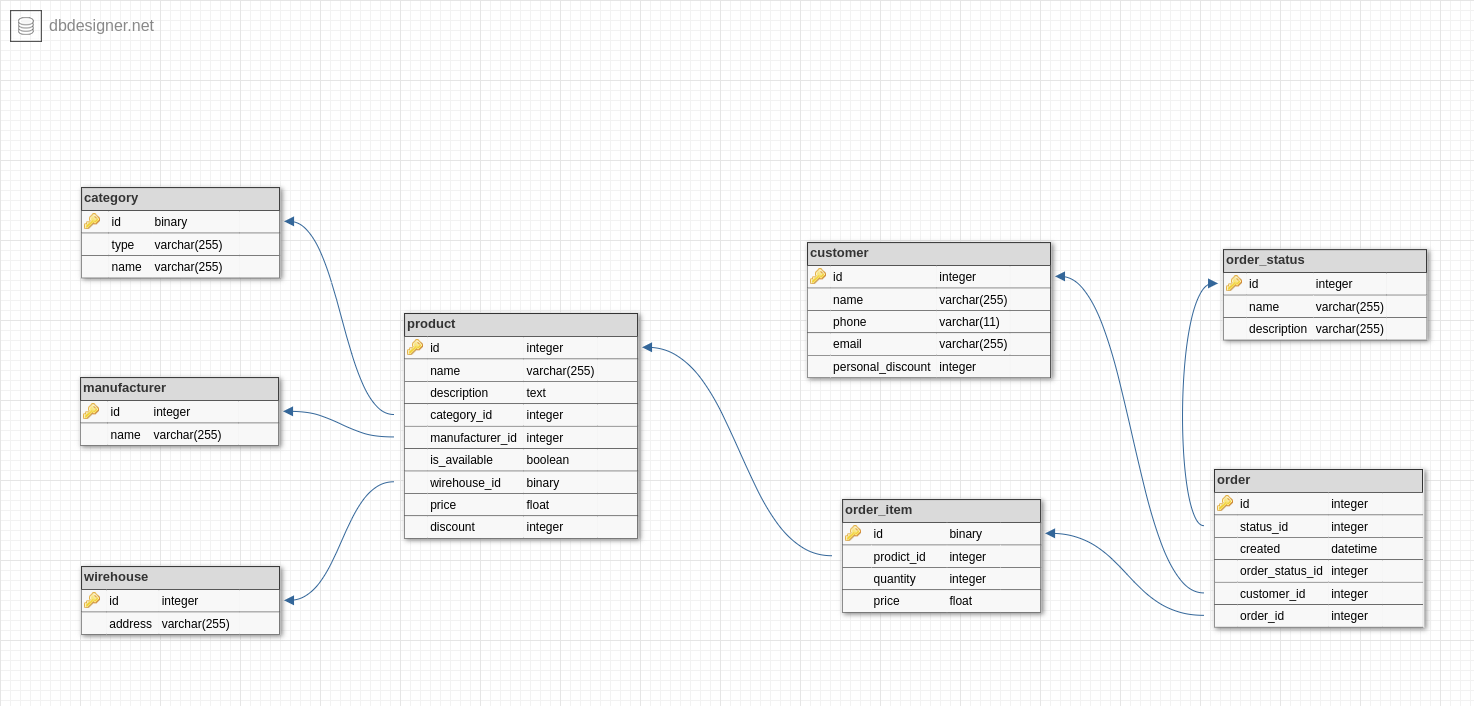 dbdesigner.net
category
id binary
type varchar(255)
name varchar(255)
manufacturer
id integer
name varchar(255)
wirehouse
id integer
address varchar(255)
product
id integer
name varchar(255)
description text
category_id integer
manufacturer_id integer
is_available boolean
wirehouse_id binary
price float
discount integer
customer
id integer
name varchar(255)
phone varchar(11)
email varchar(255)
personal_discount integer
order_item
id binary
prodict_id integer
quantity integer
price float
order_status
id integer
name varchar(255)
description varchar(255)
order
id integer
status_id integer
created datetime
order_status_id integer
customer_id integer
order_id integer